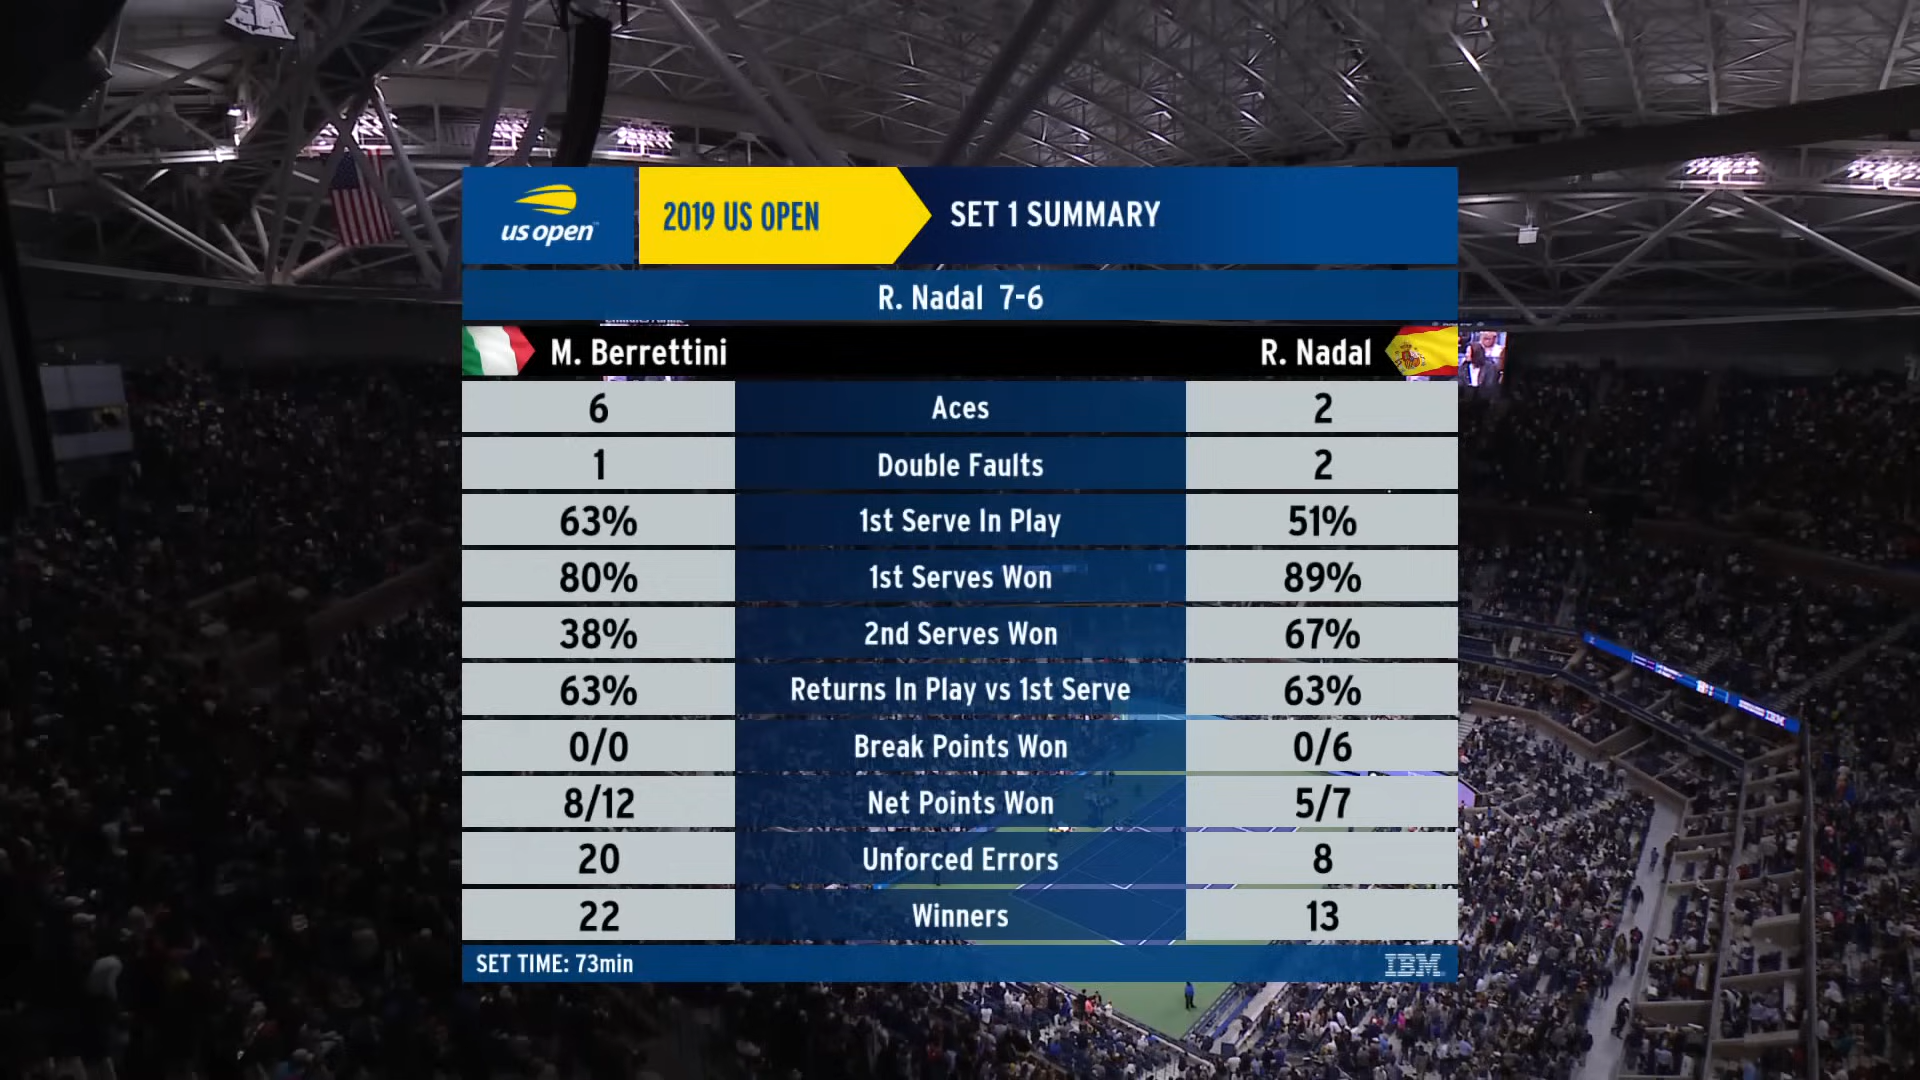 us open
2019 US OPEN
SET 1 SUMMARY
R. Nadal 7-6
M. Berrettini R. Nadal
6 Aces 2
1 Double Faults 2
63% 1st Serve In Play 51%
80% 1st Serves Won 89%
38% 2nd Serves Won 67%
63% Returns In Play vs 1st Serve 63%
0/0 Break Points Won 0/6
8/12 Net Points Won 5/7
20 Unforced Errors 8
22 Winners 13
SET TIME: 73min IBM
IBM